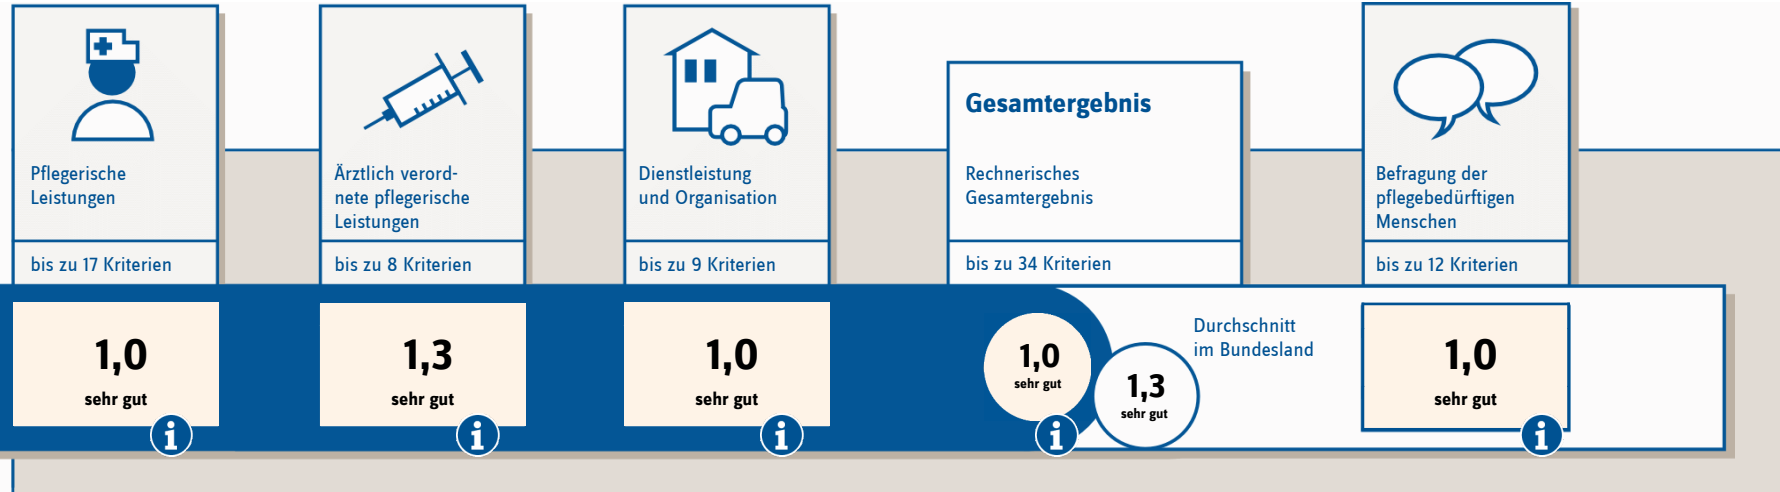 Pflegerische
Leistungen
bis zu 17 Kriterien
1,0
sehr gut
i
Ärztlich verord-
nete pflegerische
Leistungen
bis zu 8 Kriterien
1,3
sehr gut
i
Dienstleistung
und Organisation
bis zu 9 Kriterien
1,0
sehr gut
i
Gesamtergebnis
Rechnerisches
Gesamtergebnis
bis zu 34 Kriterien
1,0
sehr gut
i
Durchschnitt
im Bundesland
1,3
sehr gut
Befragung der
pflegebedürftigen
Menschen
bis zu 12 Kriterien
1,0
sehr gut
i